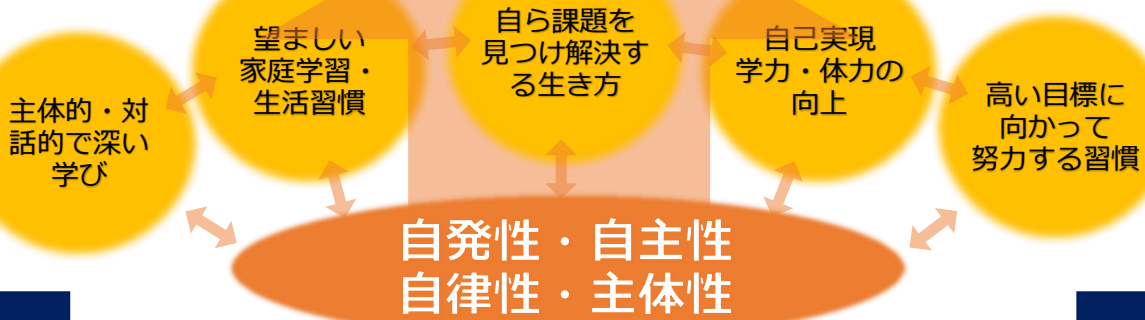 主体的・対
話的で深い
学び
望ましい
家庭学習・
生活習慣
自ら課題を
見つけ解決す
る生き方
自己実現
学力・体力の
向上
高い目標に
向かって
努力する習慣
自発性・自主性
自律性・主体性